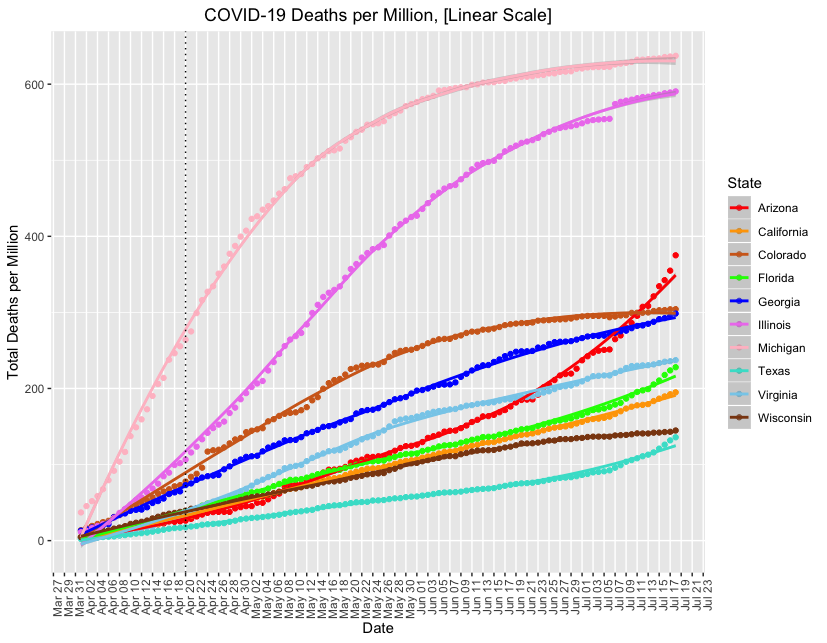 COVID-19 Deaths per Million, [Linear Scale]
Total Deaths per Million
600
400
200
0
Mar 27
Mar 29
Mar 31
Apr 02
Apr 04
Apr 06
Apr 08
Apr 10
Apr 12
Apr 14
Apr 16
Apr 18
Apr 20
Apr 22
Apr 24
Apr 26
Apr 28
Apr 30
May 02
May 04
May 06
May 08
May 10
May 12
May 14
May 16
May 18
May 20
May 22
May 24
May 26
May 28
May 30
Jun 01
Jun 03
Jun 05
Jun 07
Jun 09
Jun 11
Jun 13
Jun 15
Jun 17
Jun 19
Jun 21
Jun 23
Jun 25
Jun 27
Jun 29
Jul 01
Jul 03
Jul 05
Jul 07
Jul 09
Jul 11
Jul 13
Jul 15
Jul 17
Jul 19
Jul 21
Jul 23
Date
State
Arizona
California
Colorado
Florida
Georgia
Illinois
Michigan
Texas
Virginia
Wisconsin